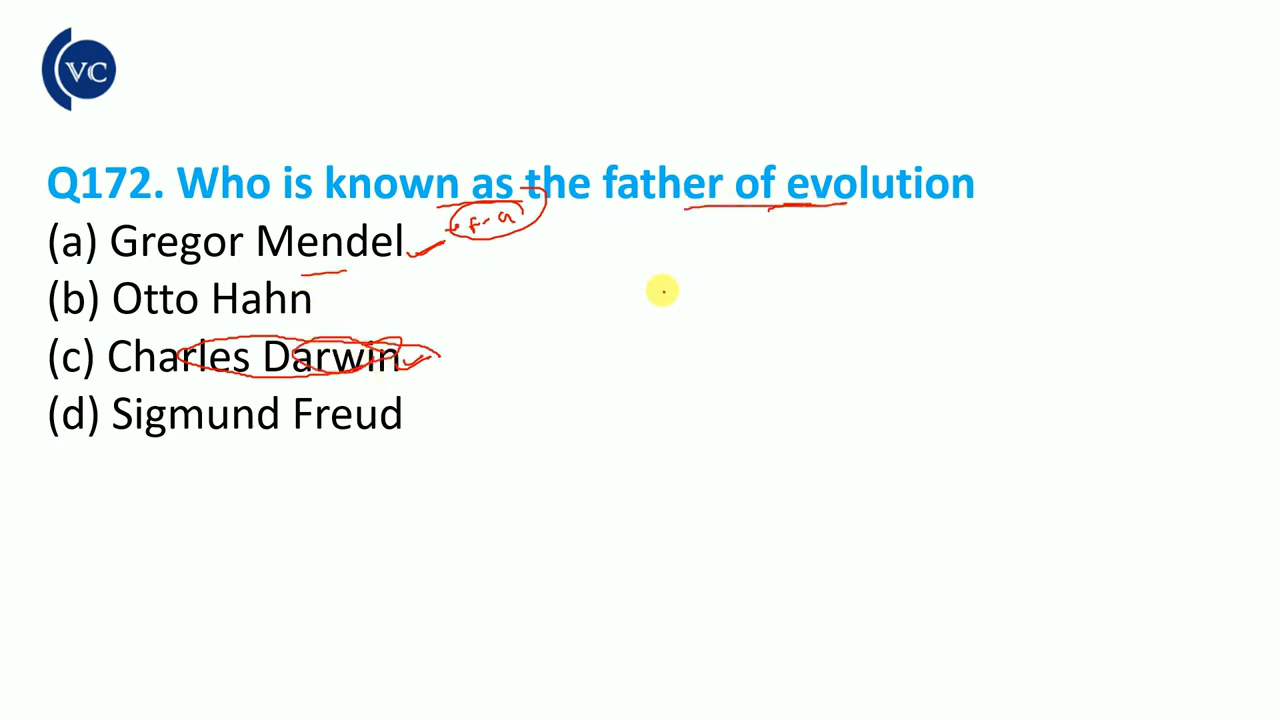 VC
Q172. Who is known as the father of evolution
(a) Gregor Mendel
(b) Otto Hahn
(c) Charles Darwin
(d) Sigmund Freud